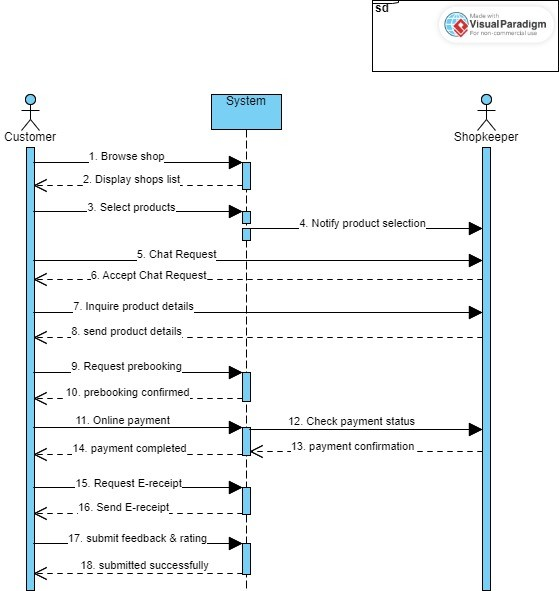 sd
Made with
Visual Paradigm
For non-commercial use
System
Customer
Shopkeeper
1. Browse shop
2. Display shops list
3. Select products
4. Notify product selection
5. Chat Request
6. Accept Chat Request
7. Inquire product details
8. send product details
9. Request prebooking
10. prebooking confirmed
11. Online payment
12. Check payment status
13. payment confirmation
14. payment completed
15. Request E-receipt
16. Send E-receipt
17. submit feedback & rating
18. submitted successfully